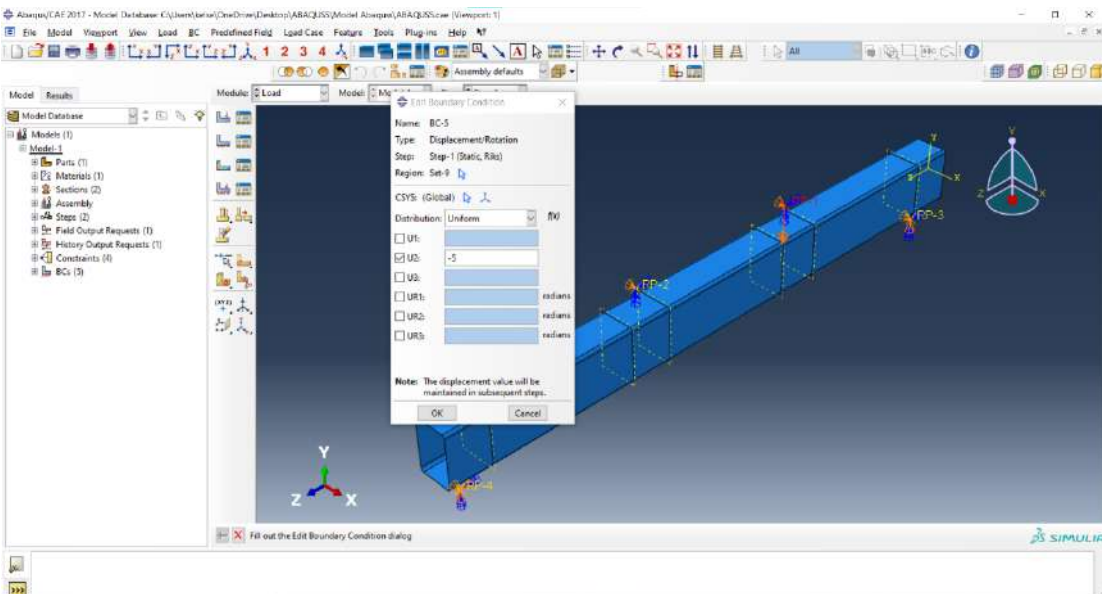 Abaqus/CAE 2017 - Model Database: C:\Users\kelse\OneDrive\Desktop\ABAQUSS\Model Abaqus\ABAQUSS.cae [Viewport: 1]
File Model Viewport View Load BC Predefined Field Load Case Feature Tools Plug-ins Help
1 2 3 4 All
Assembly defaults
Model Results
Module: Load Model:
Model Database
Models (1)
Model-1
Parts (1)
Materials (1)
Sections (2)
Assembly
Steps (2)
Field Output Requests (1)
History Output Requests (1)
Constraints (4)
BCs (5)
Edit Boundary Condition
Name: BC-5
Type: Displacement/Rotation
Step: Step-1 (Static, Riks)
Region: Set-9
CSYS: (Global)
Distribution: Uniform f(x)
U1:
U2: -5
U3:
UR1: radians
UR2: radians
UR3: radians
Note: The displacement value will be
maintained in subsequent steps.
OK Cancel
RP-3
RP-2
RP-4
Y
Z X
Y
X
Z
Y
X
Fill out the Edit Boundary Condition dialog
SIMULIA
>>>